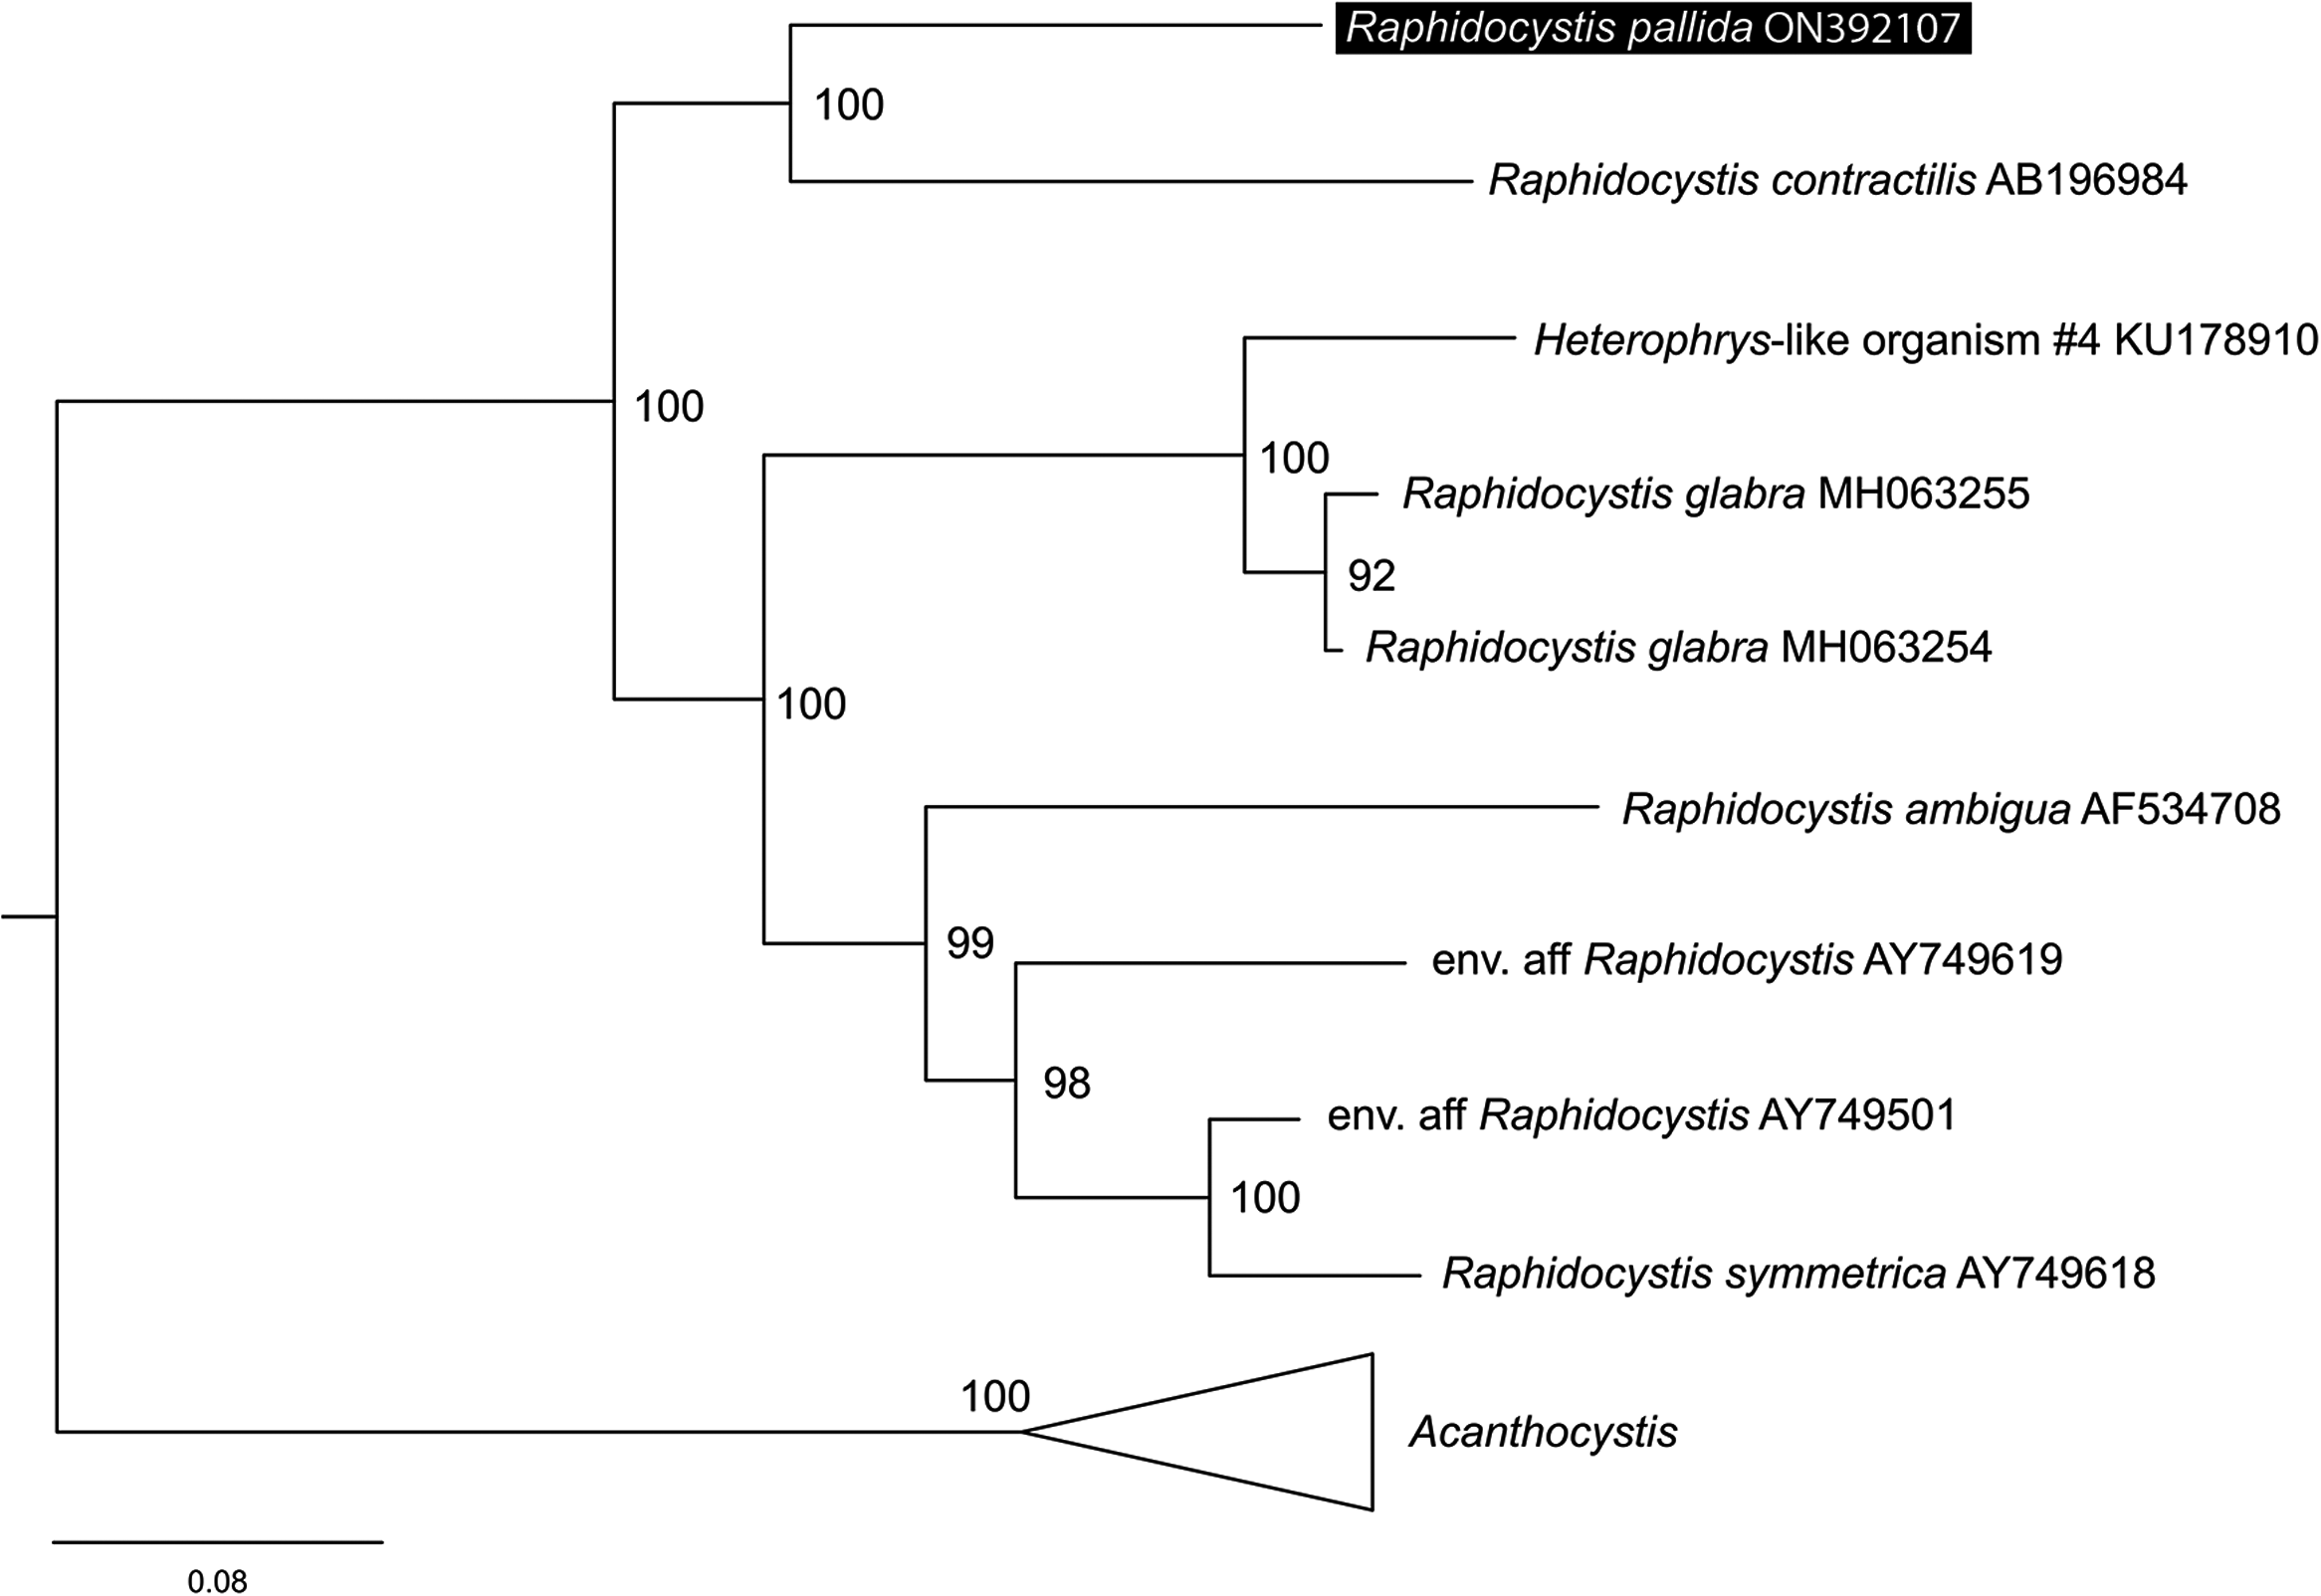 Raphidocystis pallida ON392107
100
Raphidocystis contractilis AB196984
Heterophrys-like organism #4 KU178910
100
100
Raphidocystis glabra MH063255
92
Raphidocystis glabra MH063254
100
Raphidocystis ambigua AF534708
99
env. aff Raphidocystis AY749619
98
env. aff Raphidocystis AY749501
100
Raphidocystis symmetrica AY749618
100
Acanthocystis
0.08